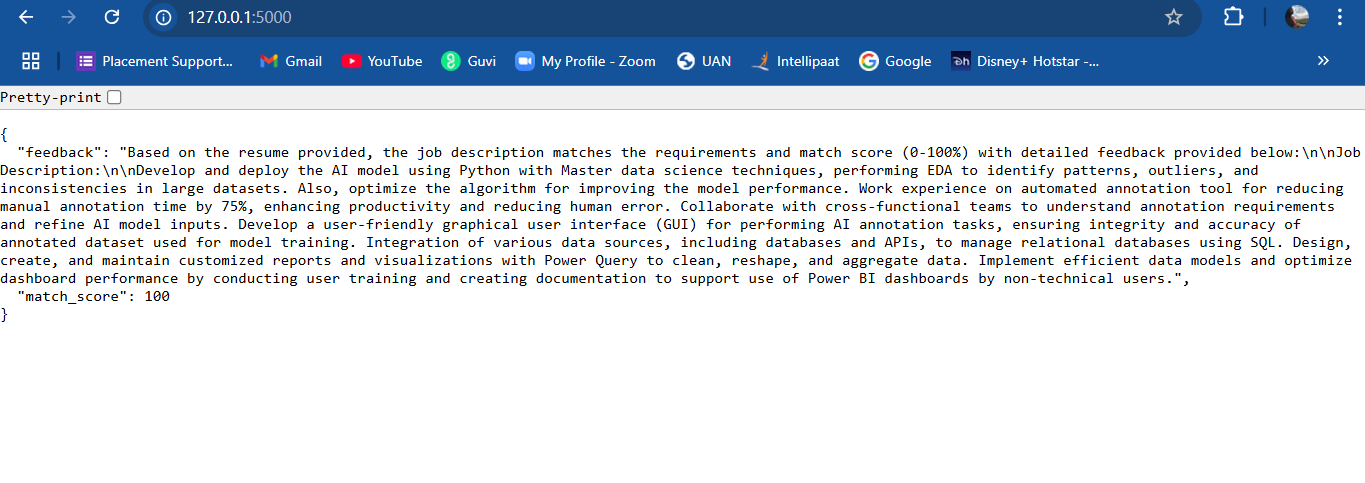 127.0.0.1:5000
Placement Support... Gmail YouTube Guvi My Profile - Zoom UAN Intellipaat Google Disney+ Hotstar -... »
Pretty-print
{
"feedback": "Based on the resume provided, the job description matches the requirements and match score (0-100%) with detailed feedback provided below:\n\nJob
Description:\n\nDevelop and deploy the AI model using Python with Master data science techniques, performing EDA to identify patterns, outliers, and
inconsistencies in large datasets. Also, optimize the algorithm for improving the model performance. Work experience on automated annotation tool for reducing
manual annotation time by 75%, enhancing productivity and reducing human error. Collaborate with cross-functional teams to understand annotation requirements
and refine AI model inputs. Develop a user-friendly graphical user interface (GUI) for performing AI annotation tasks, ensuring integrity and accuracy of
annotated dataset used for model training. Integration of various data sources, including databases and APIs, to manage relational databases using SQL. Design,
create, and maintain customized reports and visualizations with Power Query to clean, reshape, and aggregate data. Implement efficient data models and optimize
dashboard performance by conducting user training and creating documentation to support use of Power BI dashboards by non-technical users.",
"match_score": 100
}